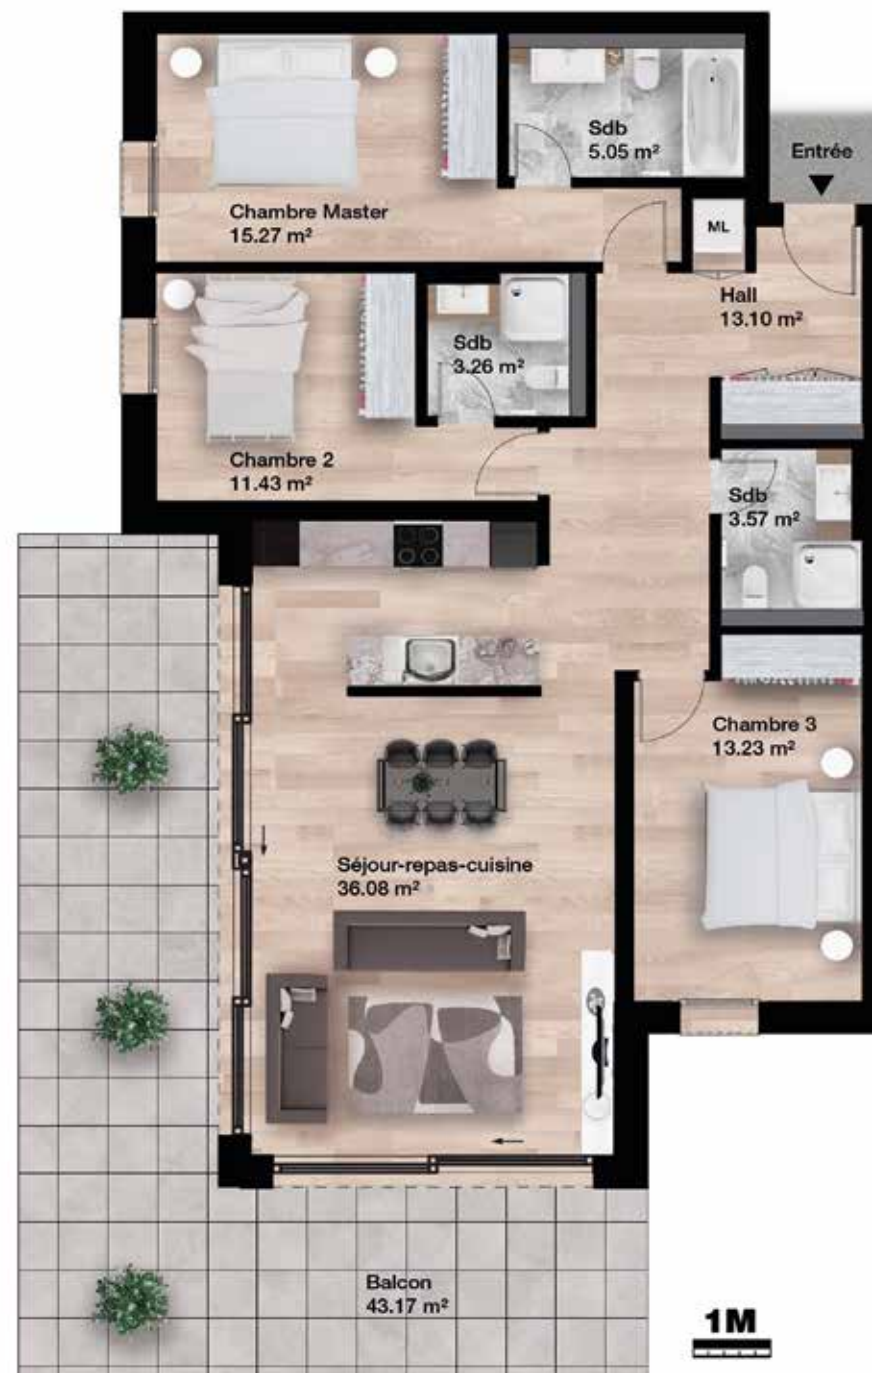 Sdb
5.05 m²
Entrée
Chambre Master
15.27 m²
ML
Hall
13.10 m²
Sdb
3.26 m²
Chambre 2
11.43 m²
Sdb
3.57 m²
Chambre 3
13.23 m²
Séjour-repas-cuisine
36.08 m²
Balcon
43.17 m²
1M